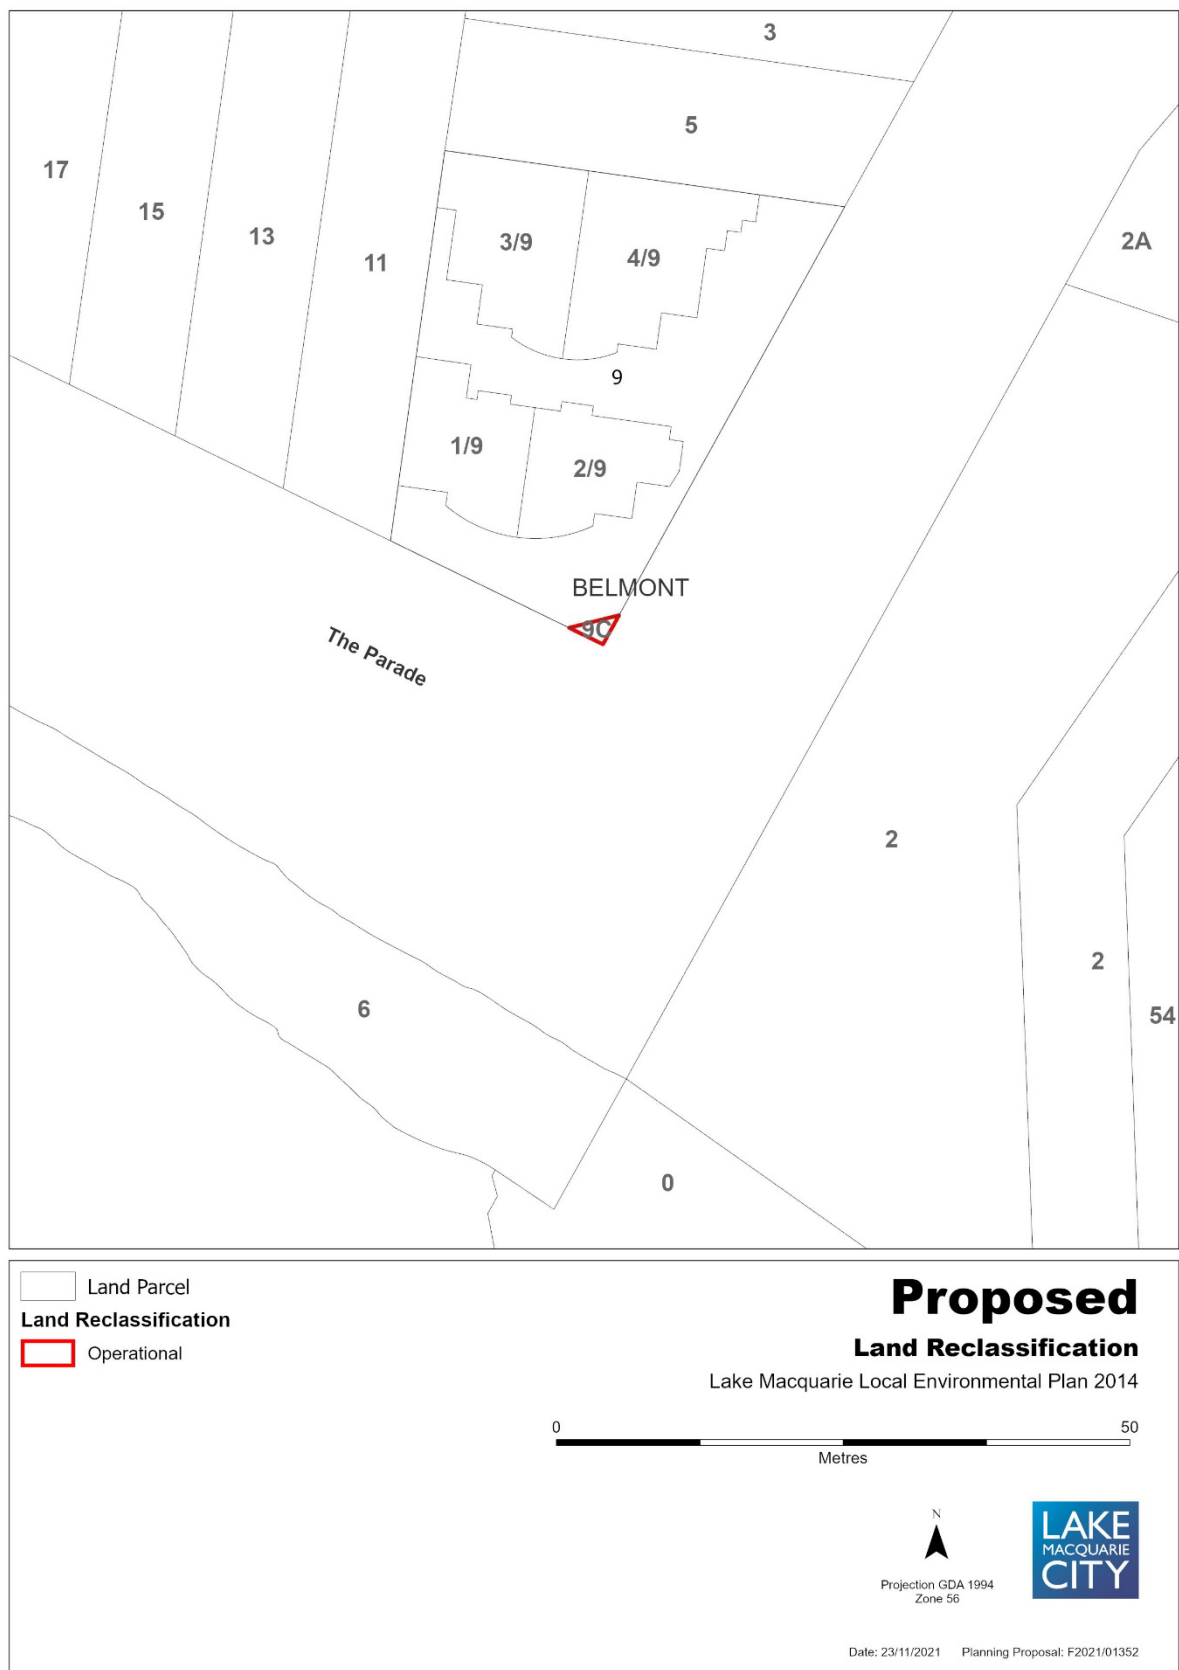 3
5
17
15
13
11
3/9
4/9
2A
9
1/9
2/9
BELMONT
9C
The Parade
2
2
6
54
0
Land Parcel
Land Reclassification
Operational
Proposed
Land Reclassification
Lake Macquarie Local Environmental Plan 2014
0 50
Metres
N
Projection GDA 1994
Zone 56
LAKE
MACQUARIE
CITY
Date: 23/11/2021 Planning Proposal: F2021/01352